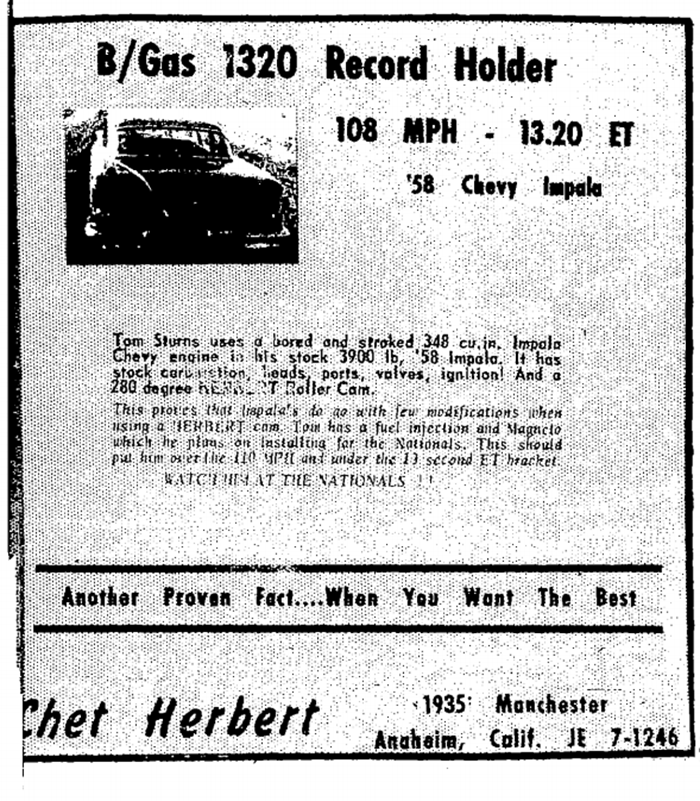 B/Gas 1320 Record Holder
108 MPH - 13.20 ET
'58 Chevy Impala
Tom Sturns uses a bored and stroked 348 cu.in. Impala
Chevy engine in his stock 3900 lb, '58 Impala. It has
stock carburetion, heads, ports, valves, ignition! And a
280 degree HERBERT Roller Cam.
This proves that Impala's do go with few modifications when
using a HERBERT cam. Tom has a fuel injection and Magneto
which he plans on installing for the Nationals. This should
put him over the 110 MPH and under the 13 second ET bracket.
WATCH HIM AT THE NATIONALS ! !
Another Proven Fact....When You Want The Best
Chet Herbert
1935 Manchester
Anaheim, Calif. JE 7-1246